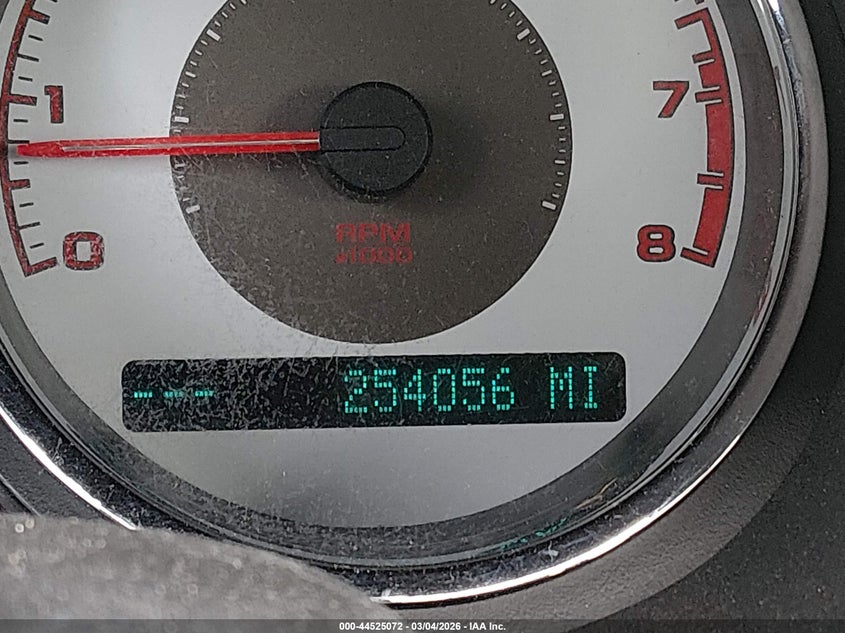 1
7
0
8
RPM
x1000
--- 254056 MI
000-44525072 - 03/04/2026 - IAA Inc.